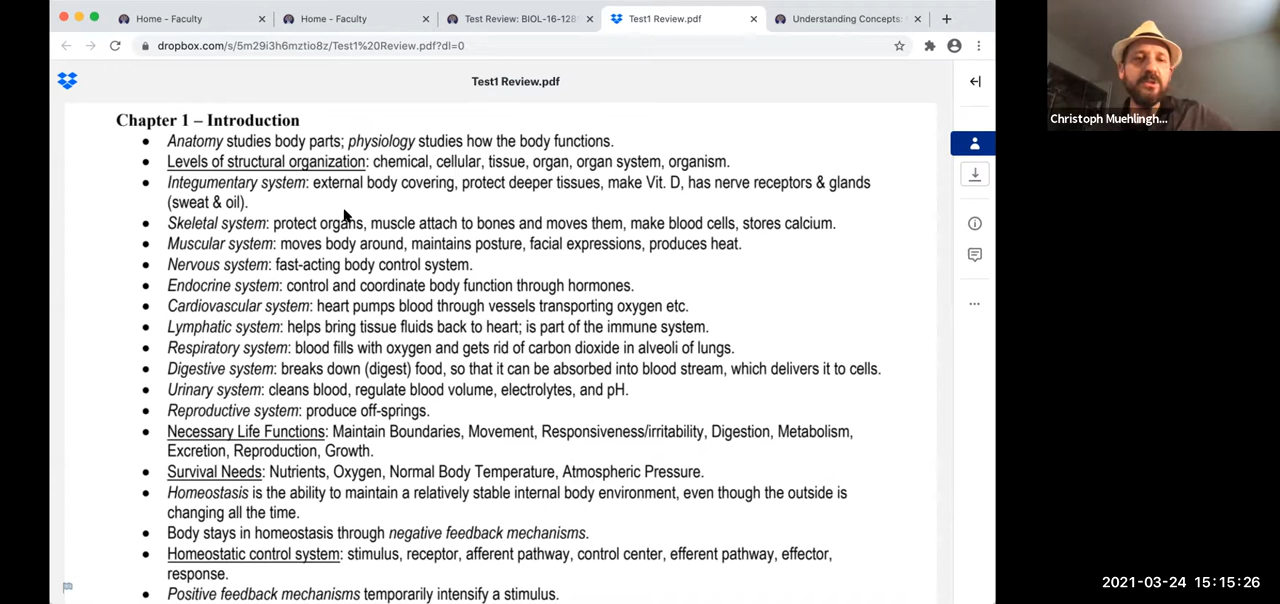 Home - Faculty
Home - Faculty
Test Review: BIOL-16-128
Test1 Review.pdf
Understanding Concepts:
dropbox.com/s/5m29i3h6mztio8z/Test1%20Review.pdf?dl=0
Test1 Review.pdf
Christoph Muehlingh...
Chapter 1 – Introduction
• Anatomy studies body parts; physiology studies how the body functions.
• Levels of structural organization: chemical, cellular, tissue, organ, organ system, organism.
• Integumentary system: external body covering, protect deeper tissues, make Vit. D, has nerve receptors & glands
(sweat & oil).
• Skeletal system: protect organs, muscle attach to bones and moves them, make blood cells, stores calcium.
• Muscular system: moves body around, maintains posture, facial expressions, produces heat.
• Nervous system: fast-acting body control system.
• Endocrine system: control and coordinate body function through hormones.
• Cardiovascular system: heart pumps blood through vessels transporting oxygen etc.
• Lymphatic system: helps bring tissue fluids back to heart; is part of the immune system.
• Respiratory system: blood fills with oxygen and gets rid of carbon dioxide in alveoli of lungs.
• Digestive system: breaks down (digest) food, so that it can be absorbed into blood stream, which delivers it to cells.
• Urinary system: cleans blood, regulate blood volume, electrolytes, and pH.
• Reproductive system: produce off-springs.
• Necessary Life Functions: Maintain Boundaries, Movement, Responsiveness/irritability, Digestion, Metabolism,
Excretion, Reproduction, Growth.
• Survival Needs: Nutrients, Oxygen, Normal Body Temperature, Atmospheric Pressure.
• Homeostasis is the ability to maintain a relatively stable internal body environment, even though the outside is
changing all the time.
• Body stays in homeostasis through negative feedback mechanisms.
• Homeostatic control system: stimulus, receptor, afferent pathway, control center, efferent pathway, effector,
response.
• Positive feedback mechanisms temporarily intensify a stimulus.
2021-03-24 15:15:26